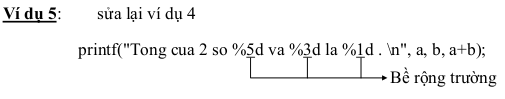 Ví dụ 5: sửa lại ví dụ 4
printf("Tong cua 2 so %5d va %3d la %1d . \n", a, b, a+b);
Bề rộng trường